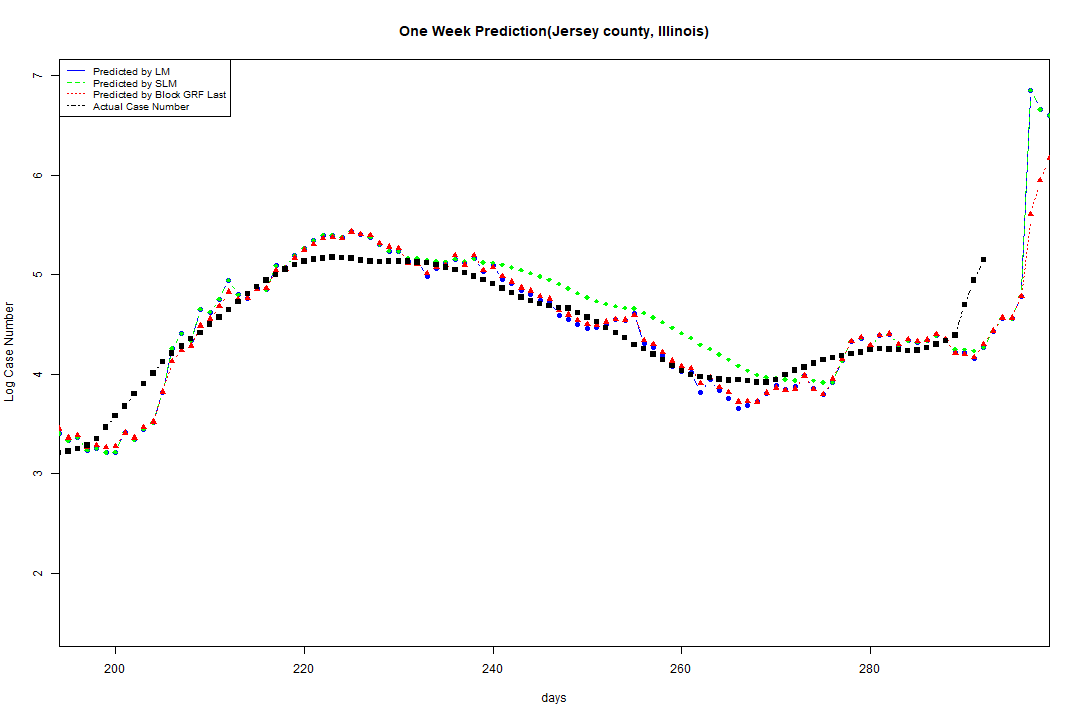 One Week Prediction(Jersey county, Illinois)
Predicted by LM
Predicted by SLM
Predicted by Block GRF Last
Actual Case Number
7
6
5
4
3
2
Log Case Number
200 220 240 260 280
days